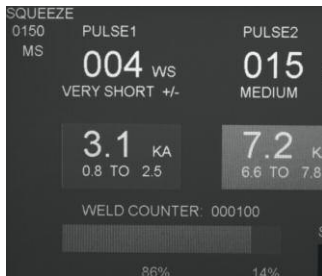 SQUEEZE
0150
MS
PULSE1
004 WS
VERY SHORT +/-
PULSE2
015
MEDIUM
3.1 KA
0.8 TO 2.5
7.2 K
6.6 TO 7.8
WELD COUNTER: 000100
86% 14%